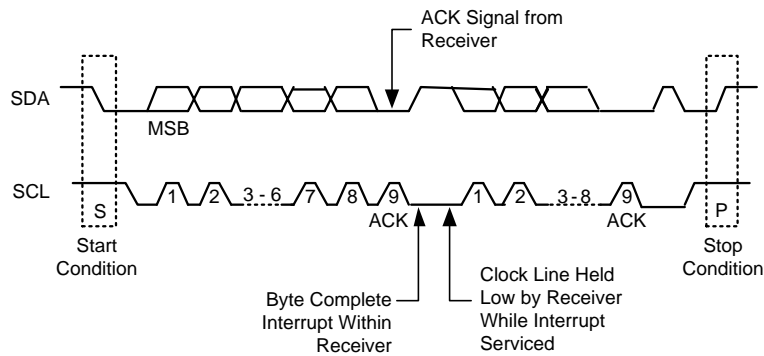 ACK Signal from
Receiver
SDA
MSB
SCL
S
1
2
3 - 6
7
8
9
ACK
1
2
3-8
9
ACK
P
Start
Condition
Stop
Condition
Byte Complete
Interrupt Within
Receiver
Clock Line Held
Low by Receiver
While Interrupt
Serviced